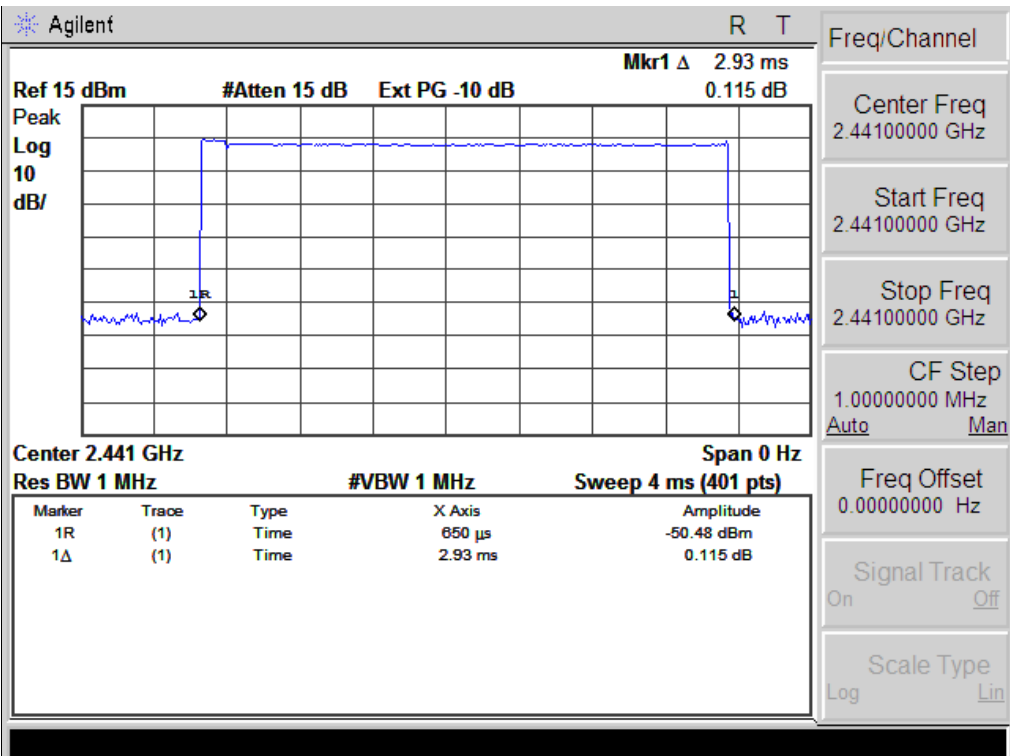 Agilent R T
Mkr1 Δ 2.93 ms
Ref 15 dBm #Atten 15 dB Ext PG -10 dB 0.115 dB
Peak
Log
10
dB/
1R
1
Center 2.441 GHz Span 0 Hz
Res BW 1 MHz #VBW 1 MHz Sweep 4 ms (401 pts)
Marker Trace Type X Axis Amplitude
1R (1) Time 650 µs -50.48 dBm
1Δ (1) Time 2.93 ms 0.115 dB
Freq/Channel
Center Freq
2.44100000 GHz
Start Freq
2.44100000 GHz
Stop Freq
2.44100000 GHz
CF Step
1.00000000 MHz
Auto Man
Freq Offset
0.00000000 Hz
Signal Track
On Off
Scale Type
Log Lin